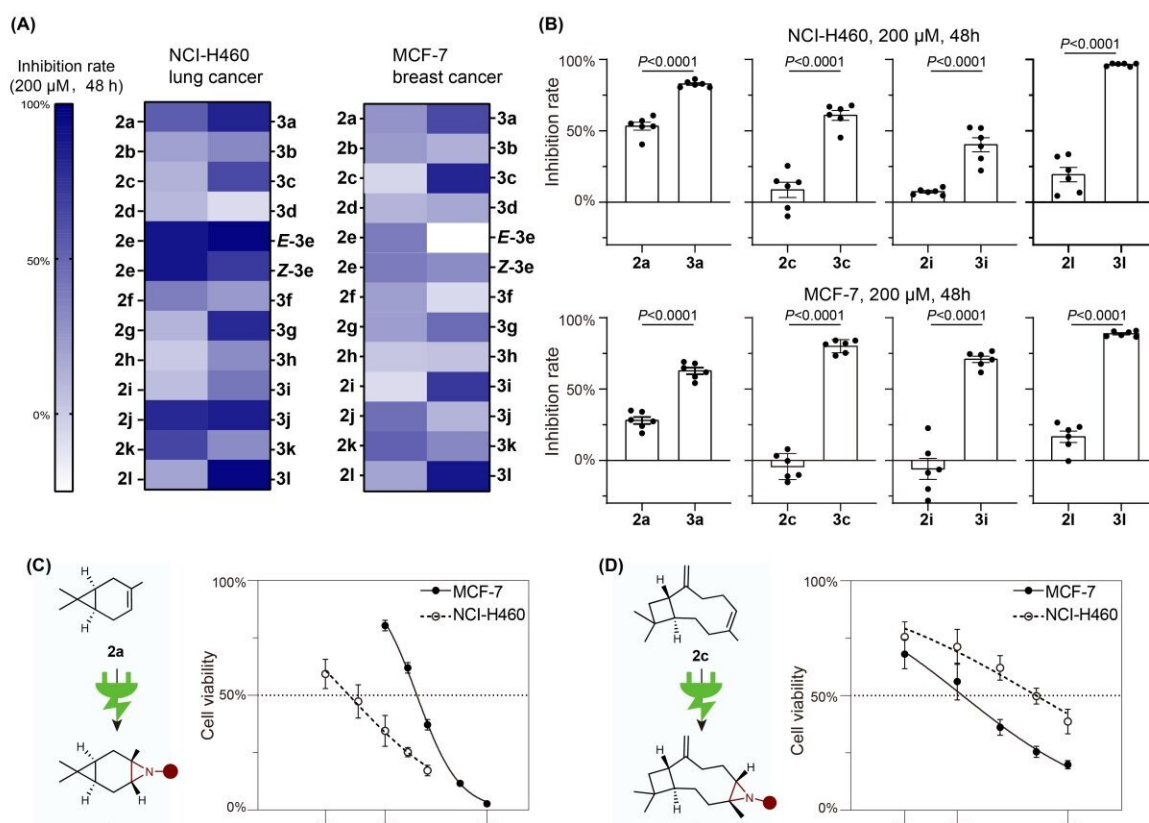 (A)
NCI-H460
lung cancer
MCF-7
breast cancer
Inhibition rate
(200 µM, 48 h)
100%
50%
0%
2a 3a
2b 3b
2c 3c
2d 3d
2e E-3e
2e Z-3e
2f 3f
2g 3g
2h 3h
2i 3i
2j 3j
2k 3k
2l 3l
2a 3a
2b 3b
2c 3c
2d 3d
2e E-3e
2e Z-3e
2f 3f
2g 3g
2h 3h
2i 3i
2j 3j
2k 3k
2l 3l
(B)
NCI-H460, 200 µM, 48h
P<0.0001 P<0.0001 P<0.0001 P<0.0001
Inhibition rate
100%
50%
0%
2a 3a 2c 3c 2i 3i 2l 3l
MCF-7, 200 µM, 48h
P<0.0001 P<0.0001 P<0.0001 P<0.0001
Inhibition rate
100%
50%
0%
2a 3a 2c 3c 2i 3i 2l 3l
(C)
H
H
2a
H
N
H
H
Cell viability
100%
50%
0%
MCF-7
NCI-H460
(D)
H
H
2c
H
H
N
H
Cell viability
100%
50%
0%
MCF-7
NCI-H460